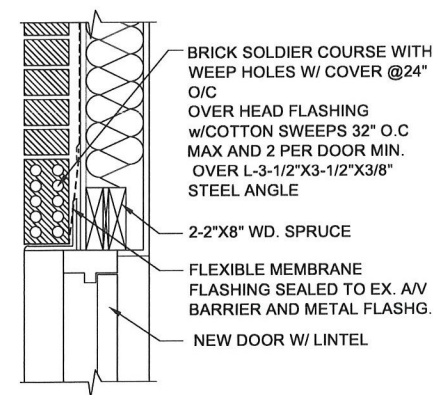 BRICK SOLDIER COURSE WITH
WEEP HOLES W/ COVER @24"
O/C
OVER HEAD FLASHING
w/COTTON SWEEPS 32" O.C
MAX AND 2 PER DOOR MIN.
OVER L-3-1/2"X3-1/2"X3/8"
STEEL ANGLE
2-2"X8" WD. SPRUCE
FLEXIBLE MEMBRANE
FLASHING SEALED TO EX. A/V
BARRIER AND METAL FLASHG.
NEW DOOR W/ LINTEL